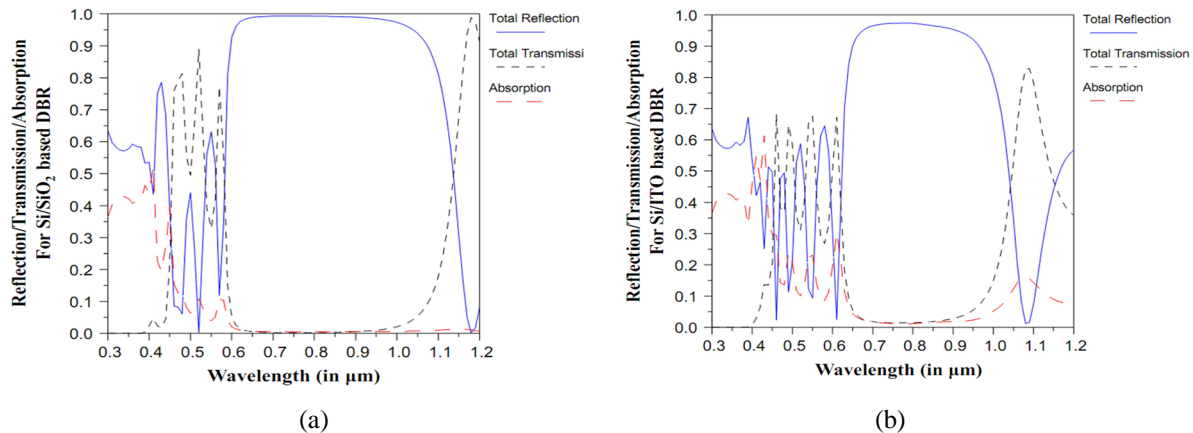 Reflection/Transmission/Absorption
For Si/SiO2 based DBR
1.0
0.9
0.8
0.7
0.6
0.5
0.4
0.3
0.2
0.1
0.0
0.3 0.4 0.5 0.6 0.7 0.8 0.9 1.0 1.1 1.2
Wavelength (in μm)
Total Reflection
Total Transmissi
Absorption
(a)
Reflection/Transmission/Absorption
For Si/ITO based DBR
1.0
0.9
0.8
0.7
0.6
0.5
0.4
0.3
0.2
0.1
0.0
0.3 0.4 0.5 0.6 0.7 0.8 0.9 1.0 1.1 1.2
Wavelength (in μm)
Total Reflection
Total Transmission
Absorption
(b)